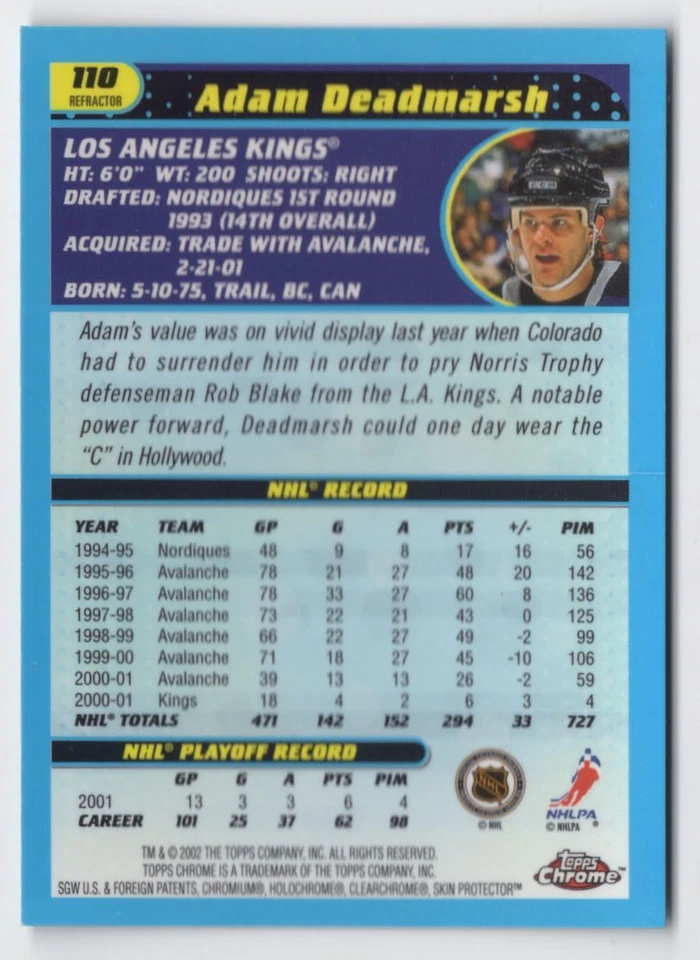 110
REFRACTOR
Adam Deadmarsh
LOS ANGELES KINGS®
HT: 6'0" WT: 200 SHOOTS: RIGHT
DRAFTED: NORDIQUES 1ST ROUND
1993 (14TH OVERALL)
ACQUIRED: TRADE WITH AVALANCHE,
2-21-01
BORN: 5-10-75, TRAIL, BC, CAN
Adam's value was on vivid display last year when Colorado
had to surrender him in order to pry Norris Trophy
defenseman Rob Blake from the L.A. Kings. A notable
power forward, Deadmarsh could one day wear the
"C" in Hollywood.
NHL® RECORD
YEAR TEAM GP G A PTS +/- PIM
1994-95 Nordiques 48 9 8 17 16 56
1995-96 Avalanche 78 21 27 48 20 142
1996-97 Avalanche 78 33 27 60 8 136
1997-98 Avalanche 73 22 21 43 0 125
1998-99 Avalanche 66 22 27 49 -2 99
1999-00 Avalanche 71 18 27 45 -10 106
2000-01 Avalanche 39 13 13 26 -2 59
2000-01 Kings 18 4 2 6 3 4
NHL® TOTALS 471 142 152 294 33 727
NHL® PLAYOFF RECORD
GP G A PTS PIM
2001 13 3 3 6 4
CAREER 101 25 37 62 98
NHL
© NHL
NHLPA
© NHLPA ®
TM & © 2002 THE TOPPS COMPANY, INC. ALL RIGHTS RESERVED.
TOPPS CHROME IS A TRADEMARK OF THE TOPPS COMPANY, INC.
SGW U.S. & FOREIGN PATENTS, CHROMIUM®, HOLOCHROME®, CLEARCHROME®, SKIN PROTECTOR™
Topps
Chrome™